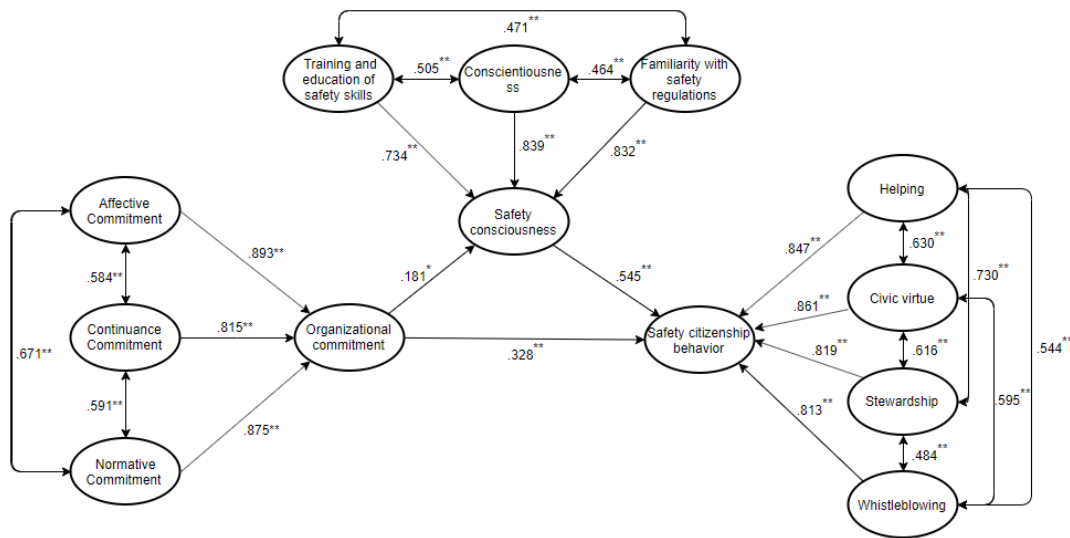 .471**
Training and
education of
safety skills
.505**
Conscientiousne
ss
.464**
Familiarity with
safety
regulations
.734**
.839**
.832**
Affective
Commitment
Safety
consciousness
Helping
.893**
.847**
.630**
.584**
.181*
.545**
.730**
Continuance
Commitment
.815**
Organizational
commitment
.328**
Safety citizenship
behavior
.861**
Civic virtue
.671**
.819**
.616**
.544**
.591**
.875**
.813**
Stewardship
.595**
Normative
Commitment
.484**
Whistleblowing